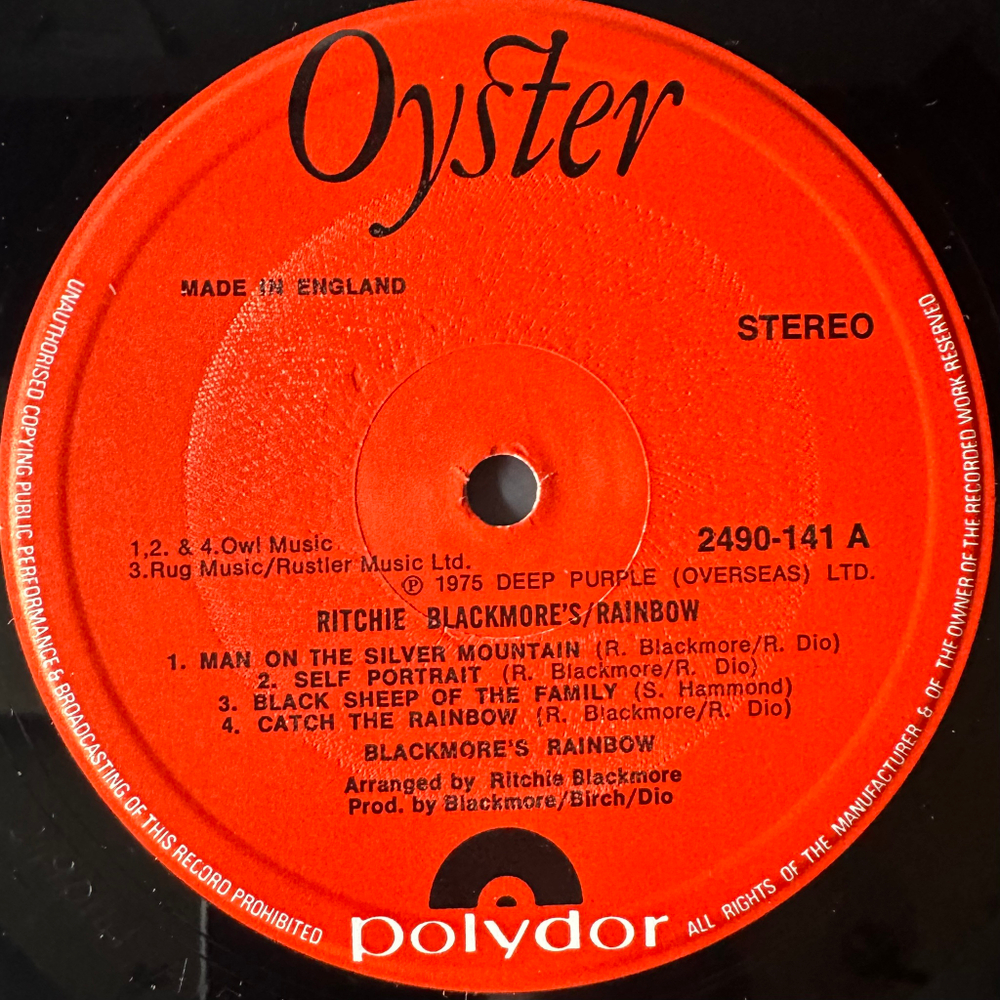 Oyster
MADE IN ENGLAND
STEREO
1,2. & 4.Owl Music
3.Rug Music/Rustler Music Ltd.
2490-141 A
℗ 1975 DEEP PURPLE (OVERSEAS) LTD.
RITCHIE BLACKMORE'S/RAINBOW
1. MAN ON THE SILVER MOUNTAIN (R. Blackmore/R. Dio)
2. SELF PORTRAIT (R. Blackmore/R. Dio)
3. BLACK SHEEP OF THE FAMILY (S. Hammond)
4. CATCH THE RAINBOW (R. Blackmore/R. Dio)
BLACKMORE'S RAINBOW
Arranged by Ritchie Blackmore
Prod. by Blackmore/Birch/Dio
polydor
ALL RIGHTS OF THE MANUFACTURER & OF THE OWNER OF THE RECORDED WORK RESERVED
UNAUTHORISED COPYING PUBLIC PERFORMANCE & BROADCASTING OF THIS RECORD PROHIBITED